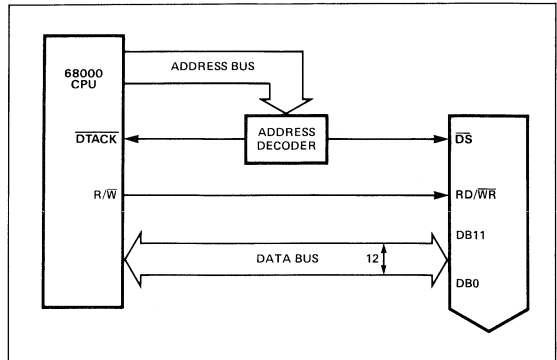 68000
CPU
ADDRESS BUS
ADDRESS
DECODER
DTACK
DS
R/W
RD/WR
DB11
DATA BUS
12
DB0